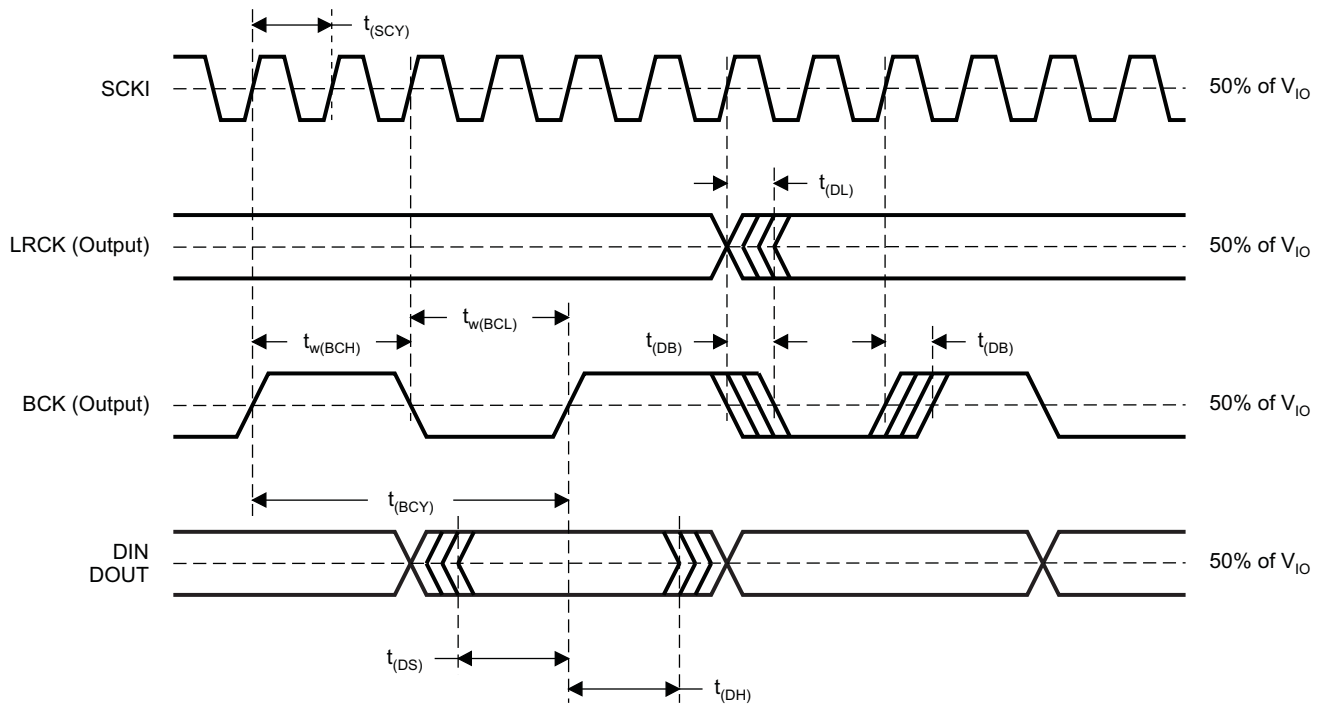 t(SCY)
SCKI
50% of VIO
t(DL)
LRCK (Output)
50% of VIO
tw(BCL)
tw(BCH)
t(DB)
t(DB)
BCK (Output)
50% of VIO
t(BCY)
DIN
DOUT
50% of VIO
t(DS)
t(DH)